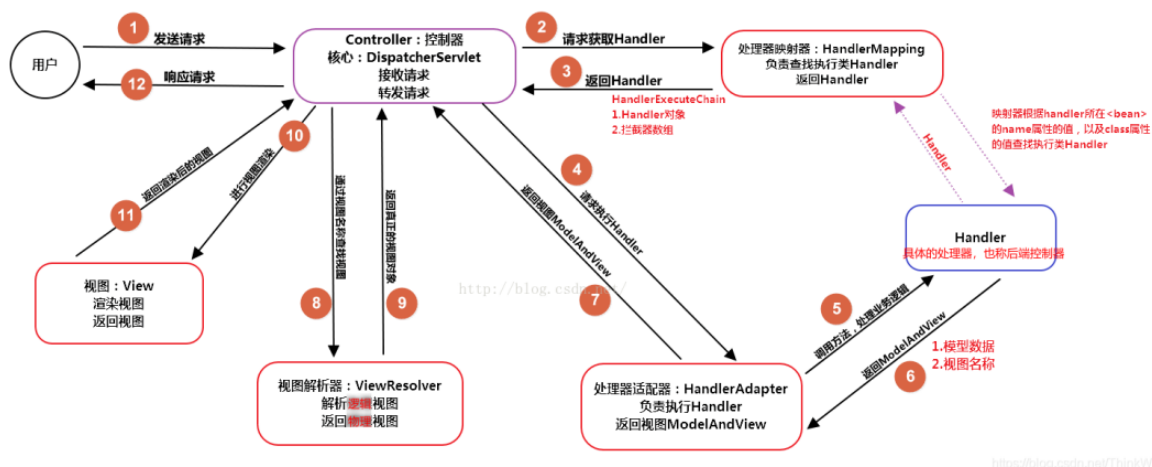 1
发送请求
用户
12
响应请求
Controller：控制器
核心：DispatcherServlet
接收请求
转发请求
2
请求获取Handler
3
返回Handler
HandlerExecuteChain
1.Handler对象
2.拦截器数组
处理器映射器：HandlerMapping
负责查找执行类Handler
返回Handler
Handler
映射器根据handler所在<bean>
的name属性的值，以及class属性
的值查找执行类Handler
4
请求执行Handler
Handler
具体的处理器，也称后端控制器
5
调用方法，处理业务逻辑
6
返回ModelAndView
1.模型数据
2.视图名称
处理器适配器：HandlerAdapter
负责执行Handler
返回视图ModelAndView
7
返回视图ModelAndView
8
通过视图名称查找视图
9
返回真正的视图对象
视图解析器：ViewResolver
解析逻辑视图
返回物理视图
10
进行视图渲染
11
返回渲染后的视图
视图：View
渲染视图
返回视图
http://blog.csdn.net/
https://blog.csdn.net/ThinkW